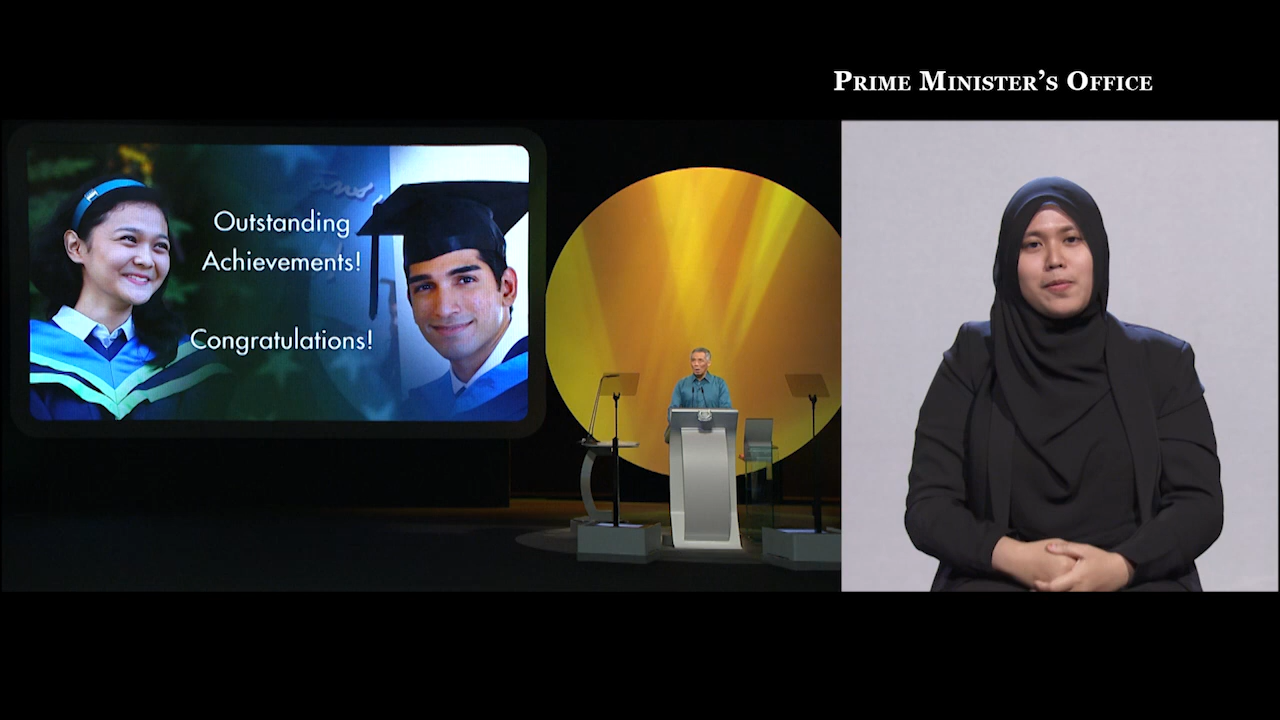 Prime Minister's Office
Outstanding
Achievements!
Congratulations!